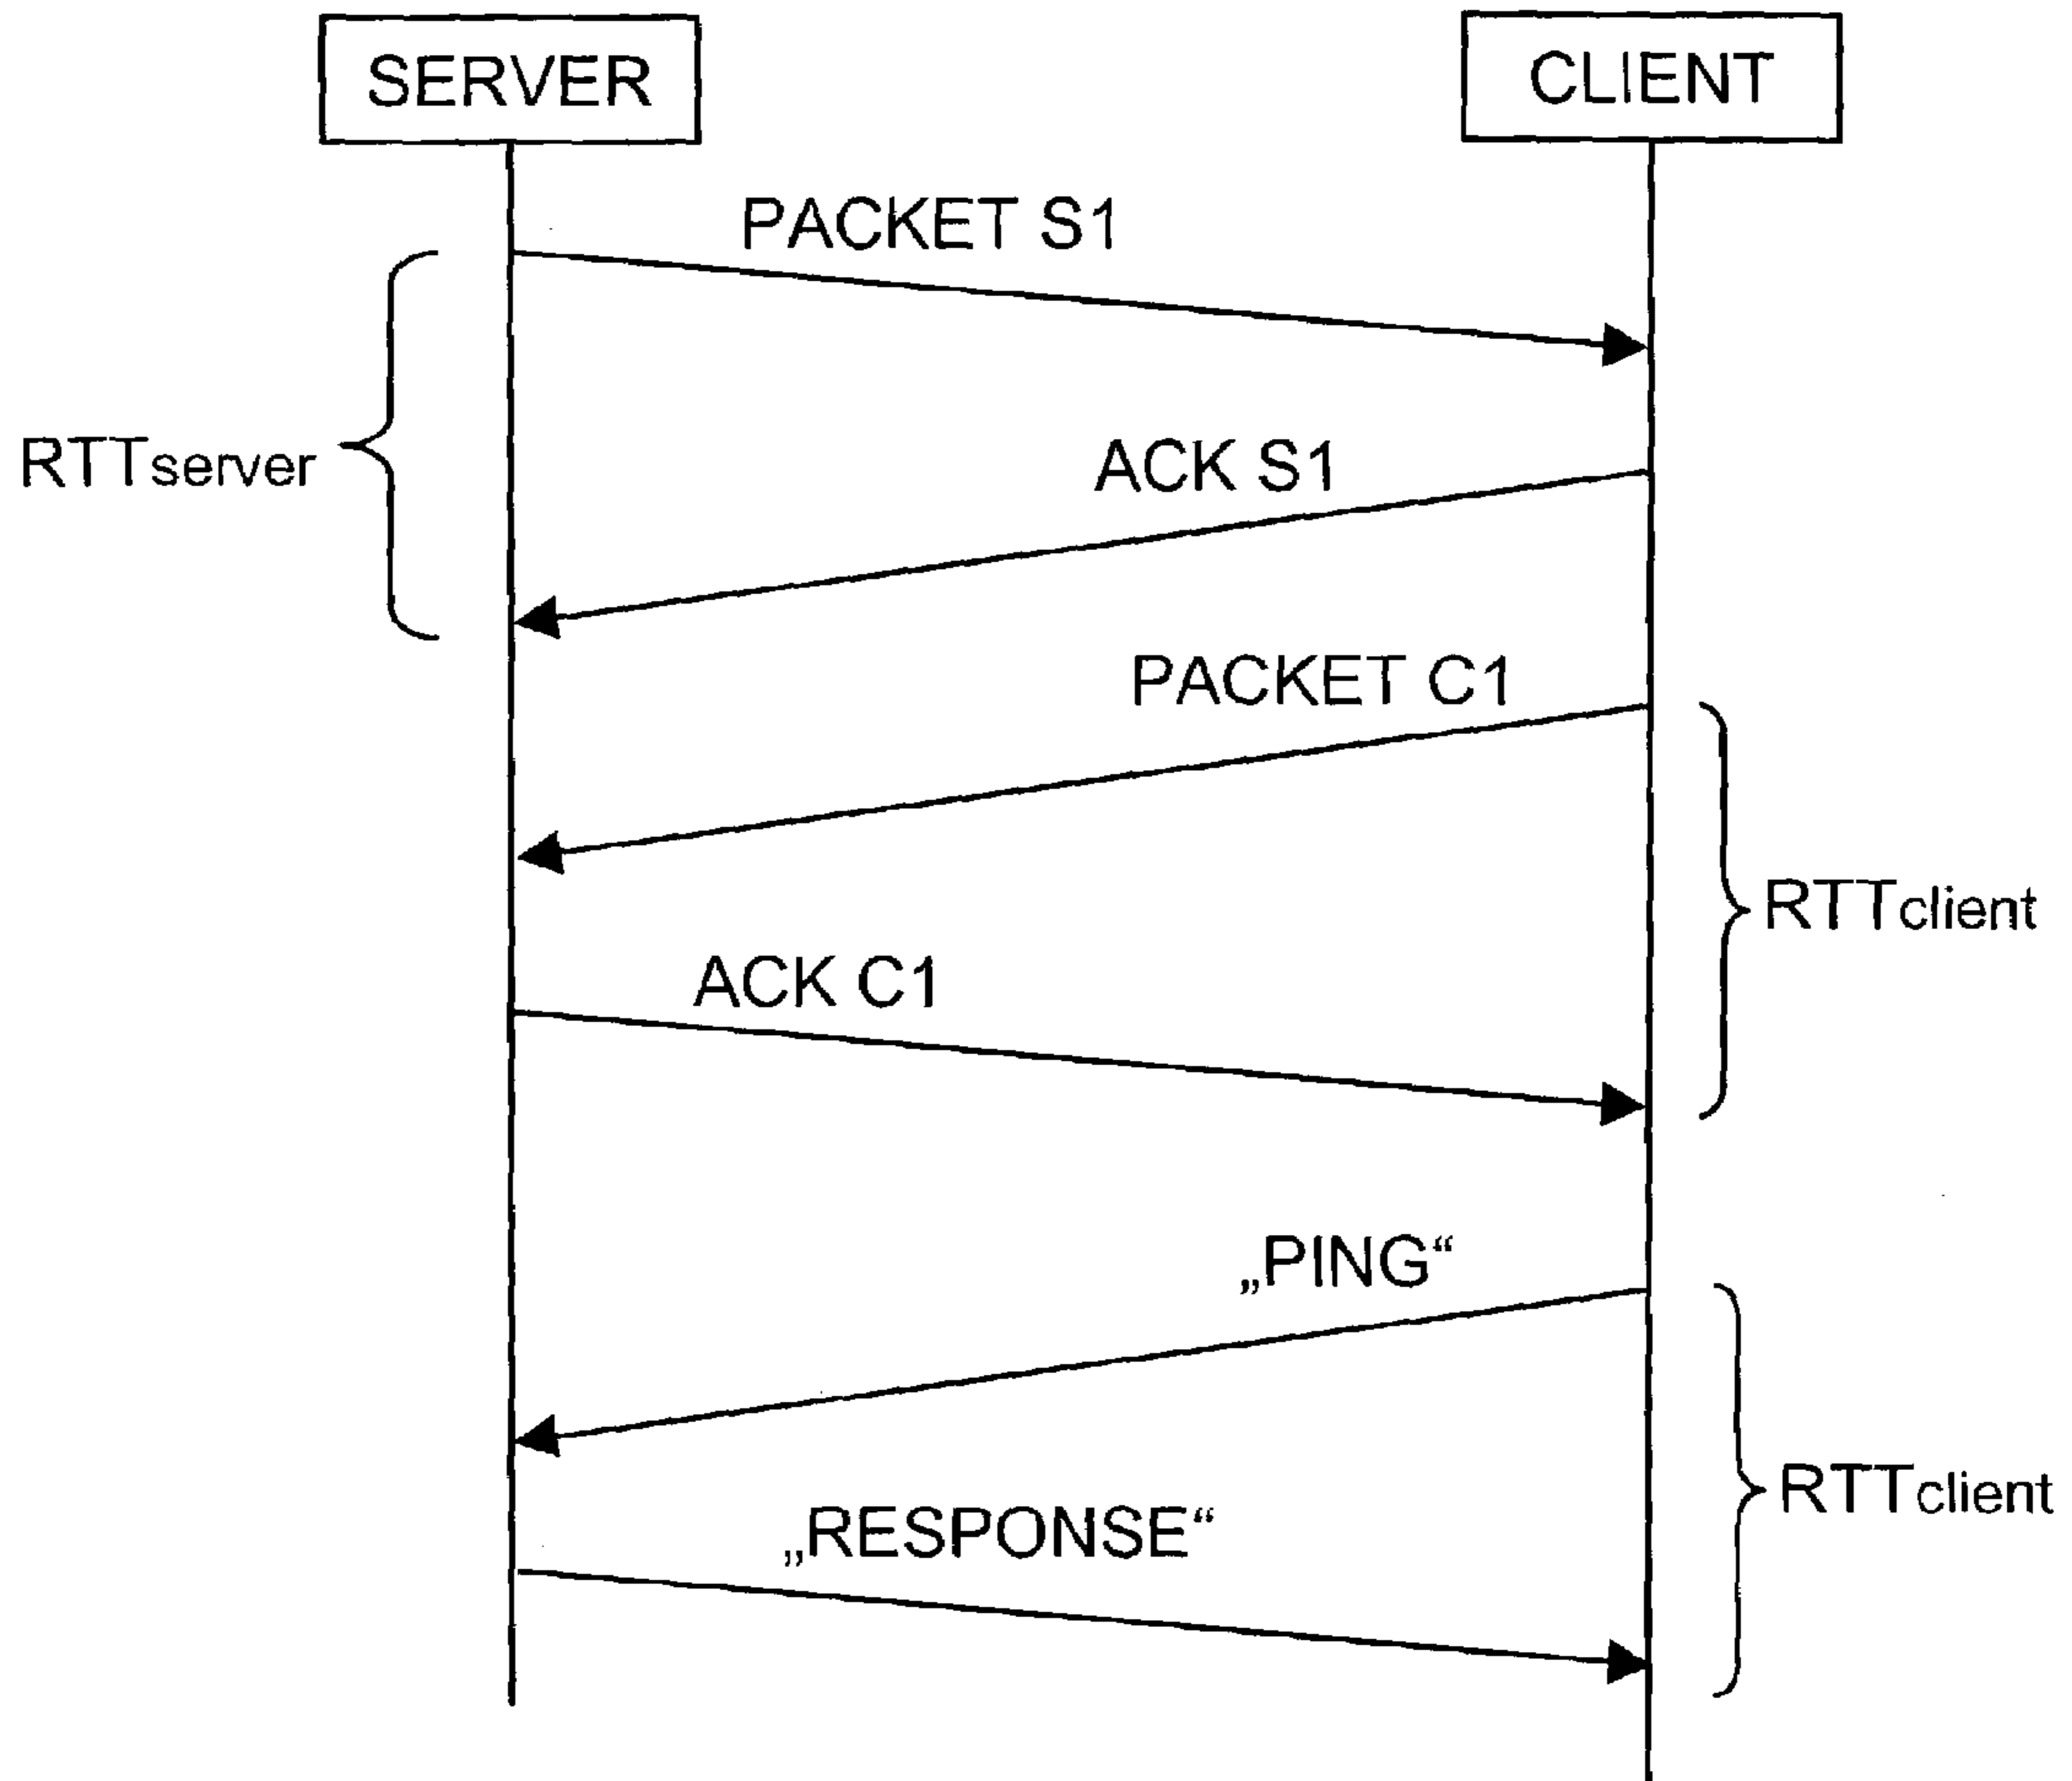 SERVER
CLIENT
PACKET S1
RTTserver
ACK S1
PACKET C1
RTTclient
ACK C1
„PING“
RTTclient
„RESPONSE“